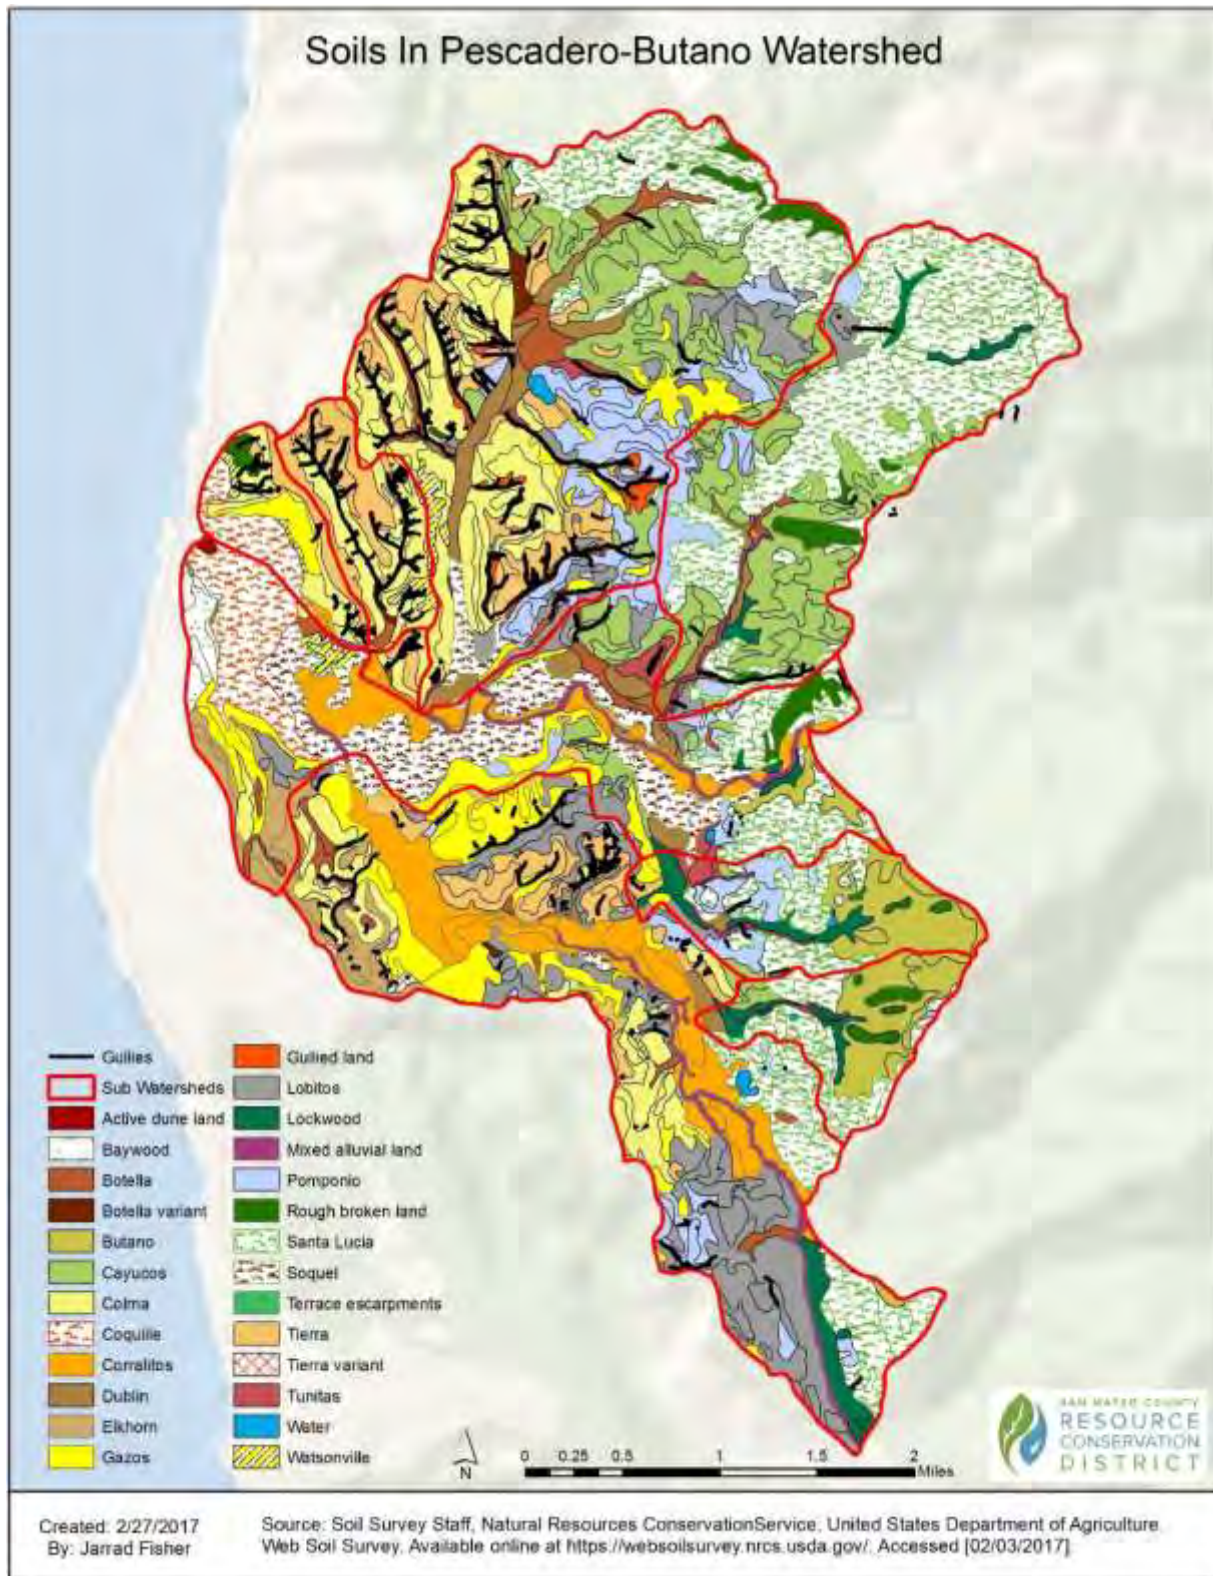 Soils In Pescadero-Butano Watershed
Gullies
Sub Watersheds
Active dune land
Baywood
Botella
Botella variant
Butano
Cayucos
Colma
Coquille
Corralitos
Dublin
Elkhorn
Gazos
Gullied land
Lobitos
Lockwood
Mixed alluvial land
Pomponio
Rough broken land
Santa Lucia
Soquel
Terrace escarpments
Tierra
Tierra variant
Tunitas
Water
Watsonville
N
0 0.25 0.5 1 1.5 2
Miles
SAN MATEO COUNTY
RESOURCE
CONSERVATION
DISTRICT
Created: 2/27/2017
By: Jarrad Fisher
Source: Soil Survey Staff, Natural Resources ConservationService, United States Department of Agriculture.
Web Soil Survey. Available online at https://websoilsurvey.nrcs.usda.gov/. Accessed [02/03/2017]